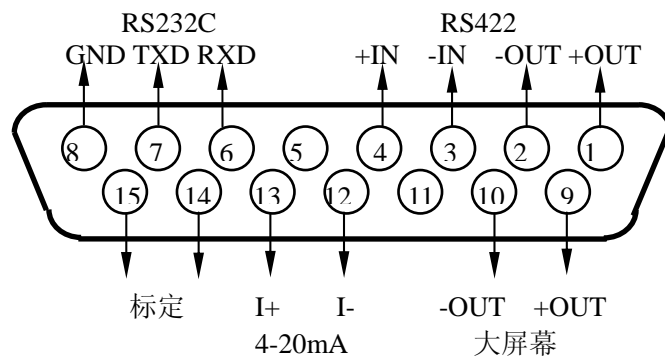 RS232C RS422
GND TXD RXD +IN -IN -OUT +OUT
8 7 6 5 4 3 2 1
15 14 13 12 11 10 9
标定 I+ I- -OUT +OUT
4-20mA 大屏幕